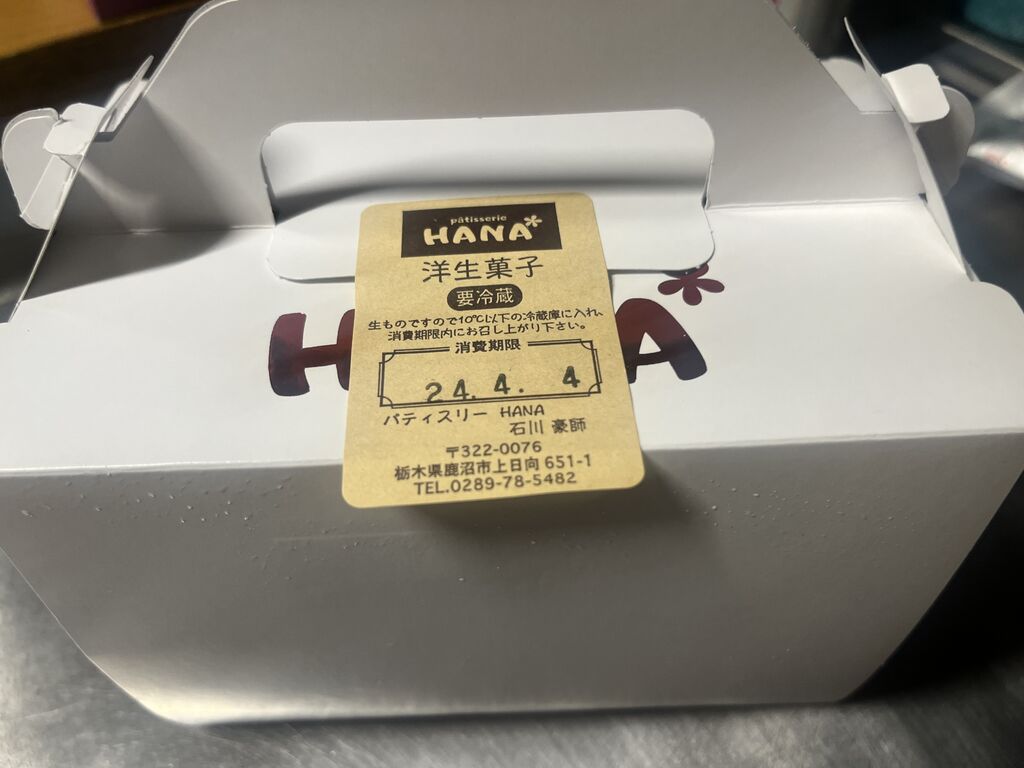 pâtisserie
HANA
洋生菓子
要冷蔵
生ものですので10℃以下の冷蔵庫に入れ、
消費期限内にお召し上がり下さい。
消費期限
24. 4. 4
パティスリー HANA
石川 豪師
〒322-0076
栃木県鹿沼市上日向 651-1
TEL.0289-78-5482
H A